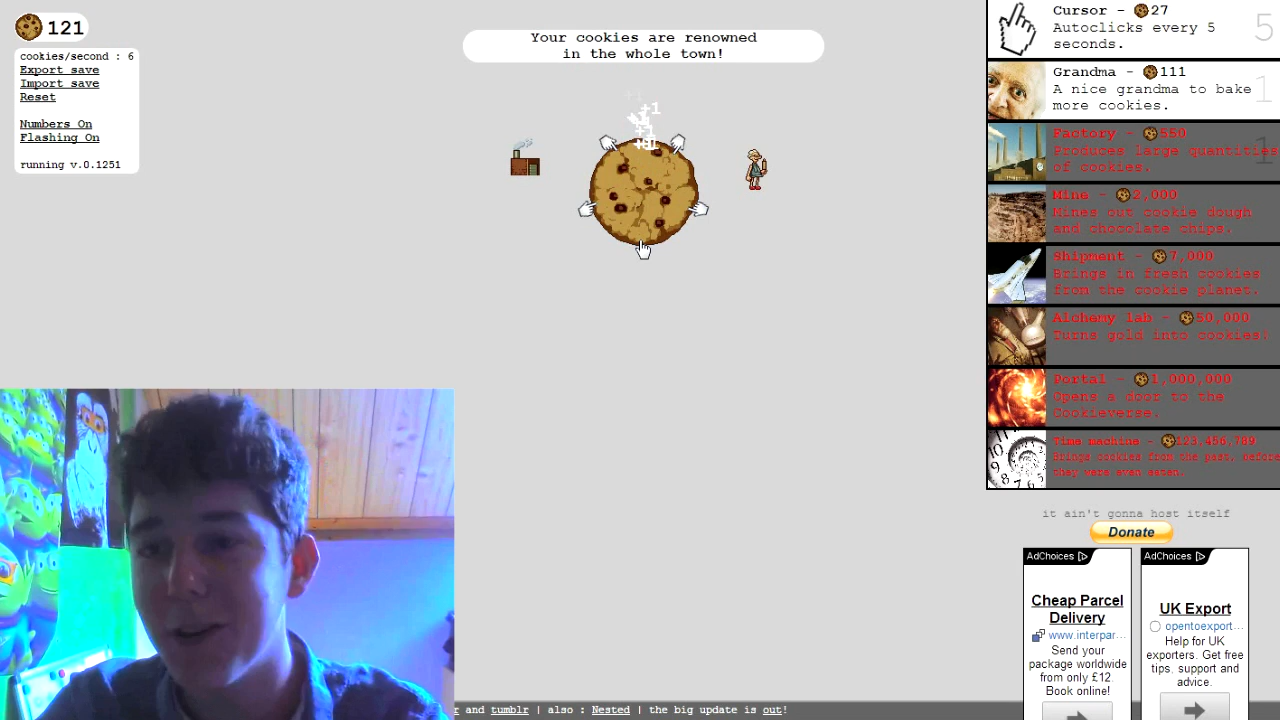 121
cookies/second : 6
Export save
Import save
Reset
Numbers On
Flashing On
running v.0.1251
Your cookies are renowned
in the whole town!
+1
+1
Cursor - 27
Autoclicks every 5
seconds.
5
Grandma - 111
A nice grandma to bake
more cookies.
1
Factory - 550
Produces large quantities
of cookies.
1
Mine - 2,000
Mines out cookie dough
and chocolate chips.
Shipment - 7,000
Brings in fresh cookies
from the cookie planet.
Alchemy lab - 50,000
Turns gold into cookies!
Portal - 1,000,000
Opens a door to the
Cookieverse.
Time machine - 123,456,789
Brings cookies from the past, before
they were even eaten.
it ain't gonna host itself
Donate
AdChoices
Cheap Parcel
Delivery
www.interpar...
Send your
package worldwide
from only £12.
Book online!
AdChoices
UK Export
opentoexport...
Help for UK
exporters. Get free
tips, support and
advice.
r and tumblr | also : Nested | the big update is out!